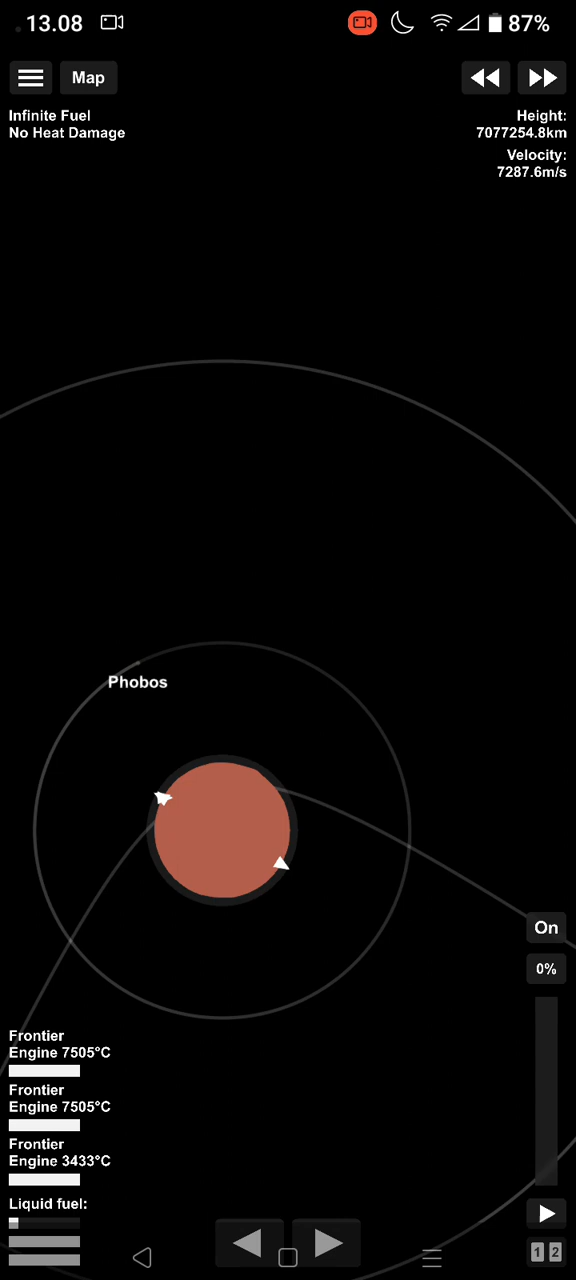 13.08
87%
Map
Infinite Fuel
No Heat Damage
Height:
7077254.8km
Velocity:
7287.6m/s
Phobos
On
0%
Frontier
Engine 7505°C
Frontier
Engine 7505°C
Frontier
Engine 3433°C
Liquid fuel:
1 2